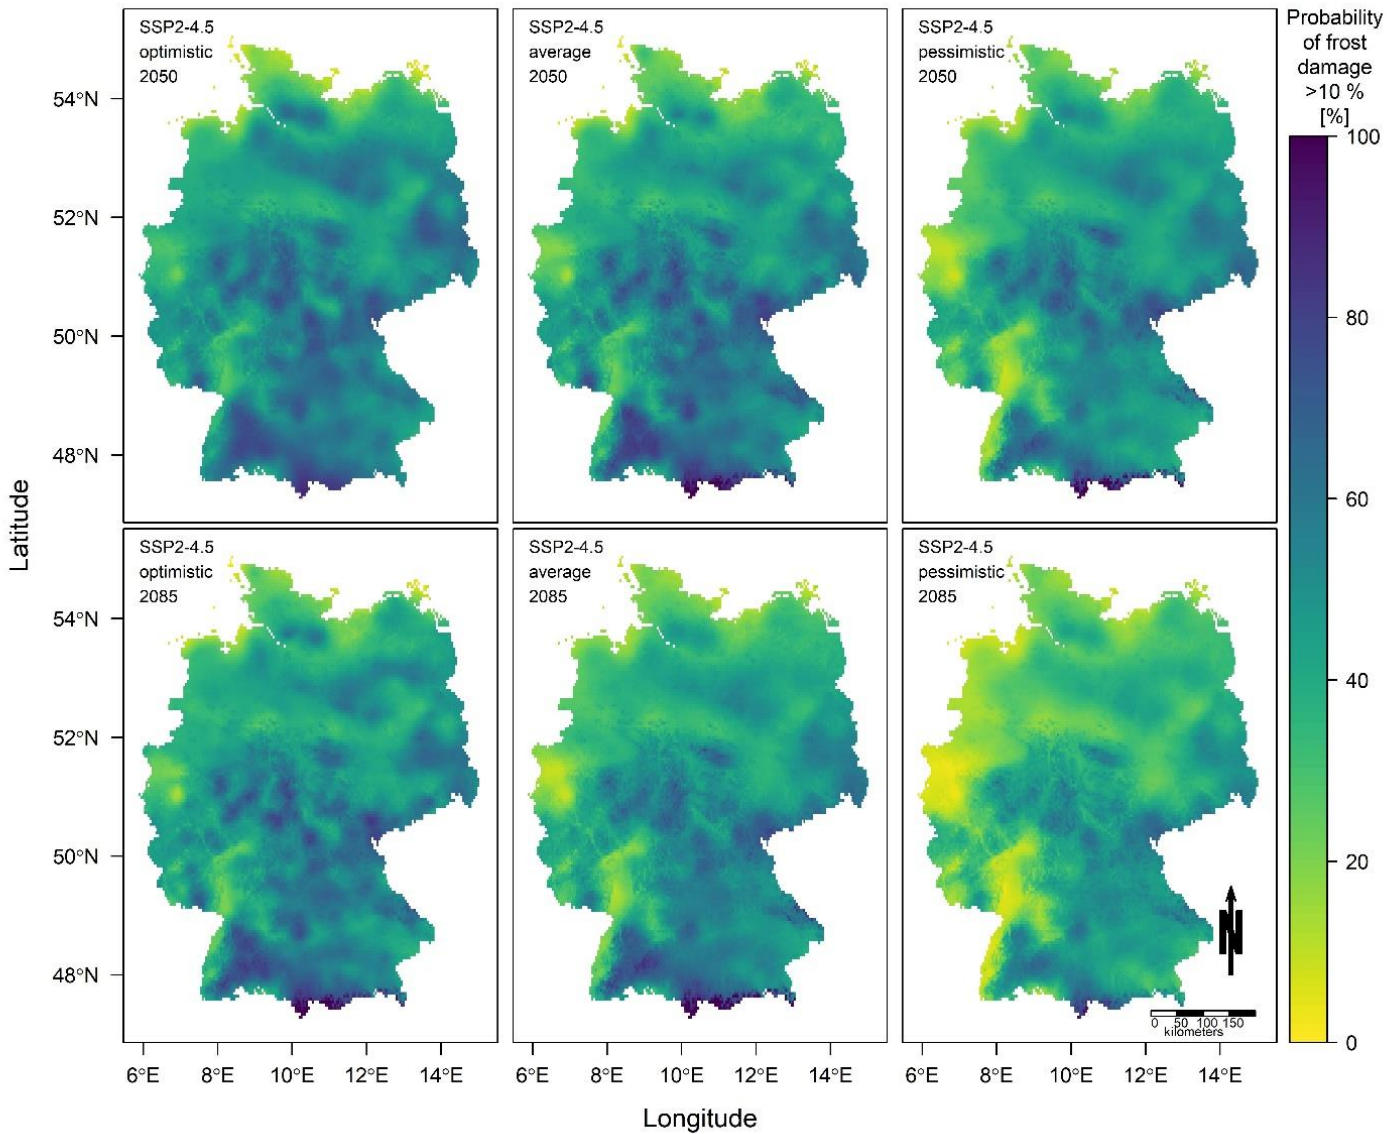 SSP2-4.5
optimistic
2050
SSP2-4.5
average
2050
SSP2-4.5
pessimistic
2050
Probability
of frost
damage
>10 %
[%]
100
80
60
40
20
0
54°N
52°N
50°N
48°N
SSP2-4.5
optimistic
2085
SSP2-4.5
average
2085
SSP2-4.5
pessimistic
2085
54°N
52°N
50°N
48°N
Latitude
N
0 50 100 150
kilometers
6°E 8°E 10°E 12°E 14°E
6°E 8°E 10°E 12°E 14°E
6°E 8°E 10°E 12°E 14°E
Longitude